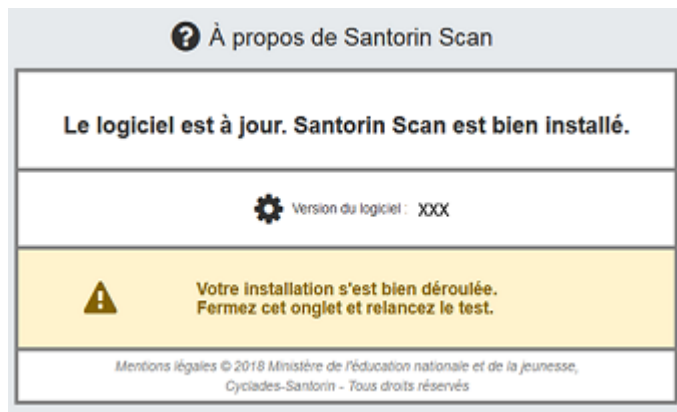 À propos de Santorin Scan
Le logiciel est à jour. Santorin Scan est bien installé.
Version du logiciel : XXX
Votre installation s'est bien déroulée.
Fermez cet onglet et relancez le test.
Mentions légales © 2018 Ministère de l'éducation nationale et de la jeunesse,
Cyclades-Santorin - Tous droits réservés